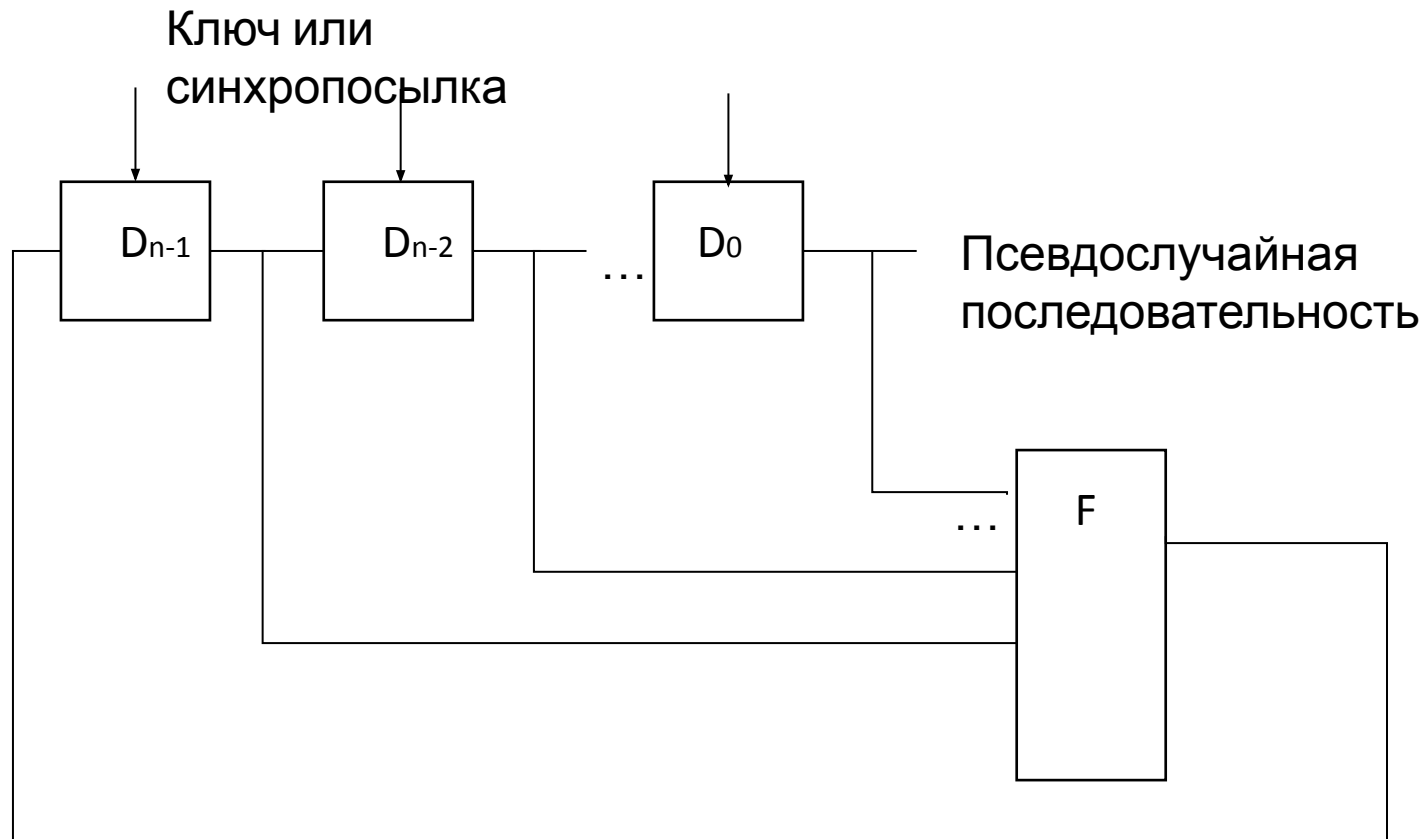 Ключ или
синхропосылка
Dn-1
Dn-2
...
D0
Псевдослучайная
последовательность
...
F